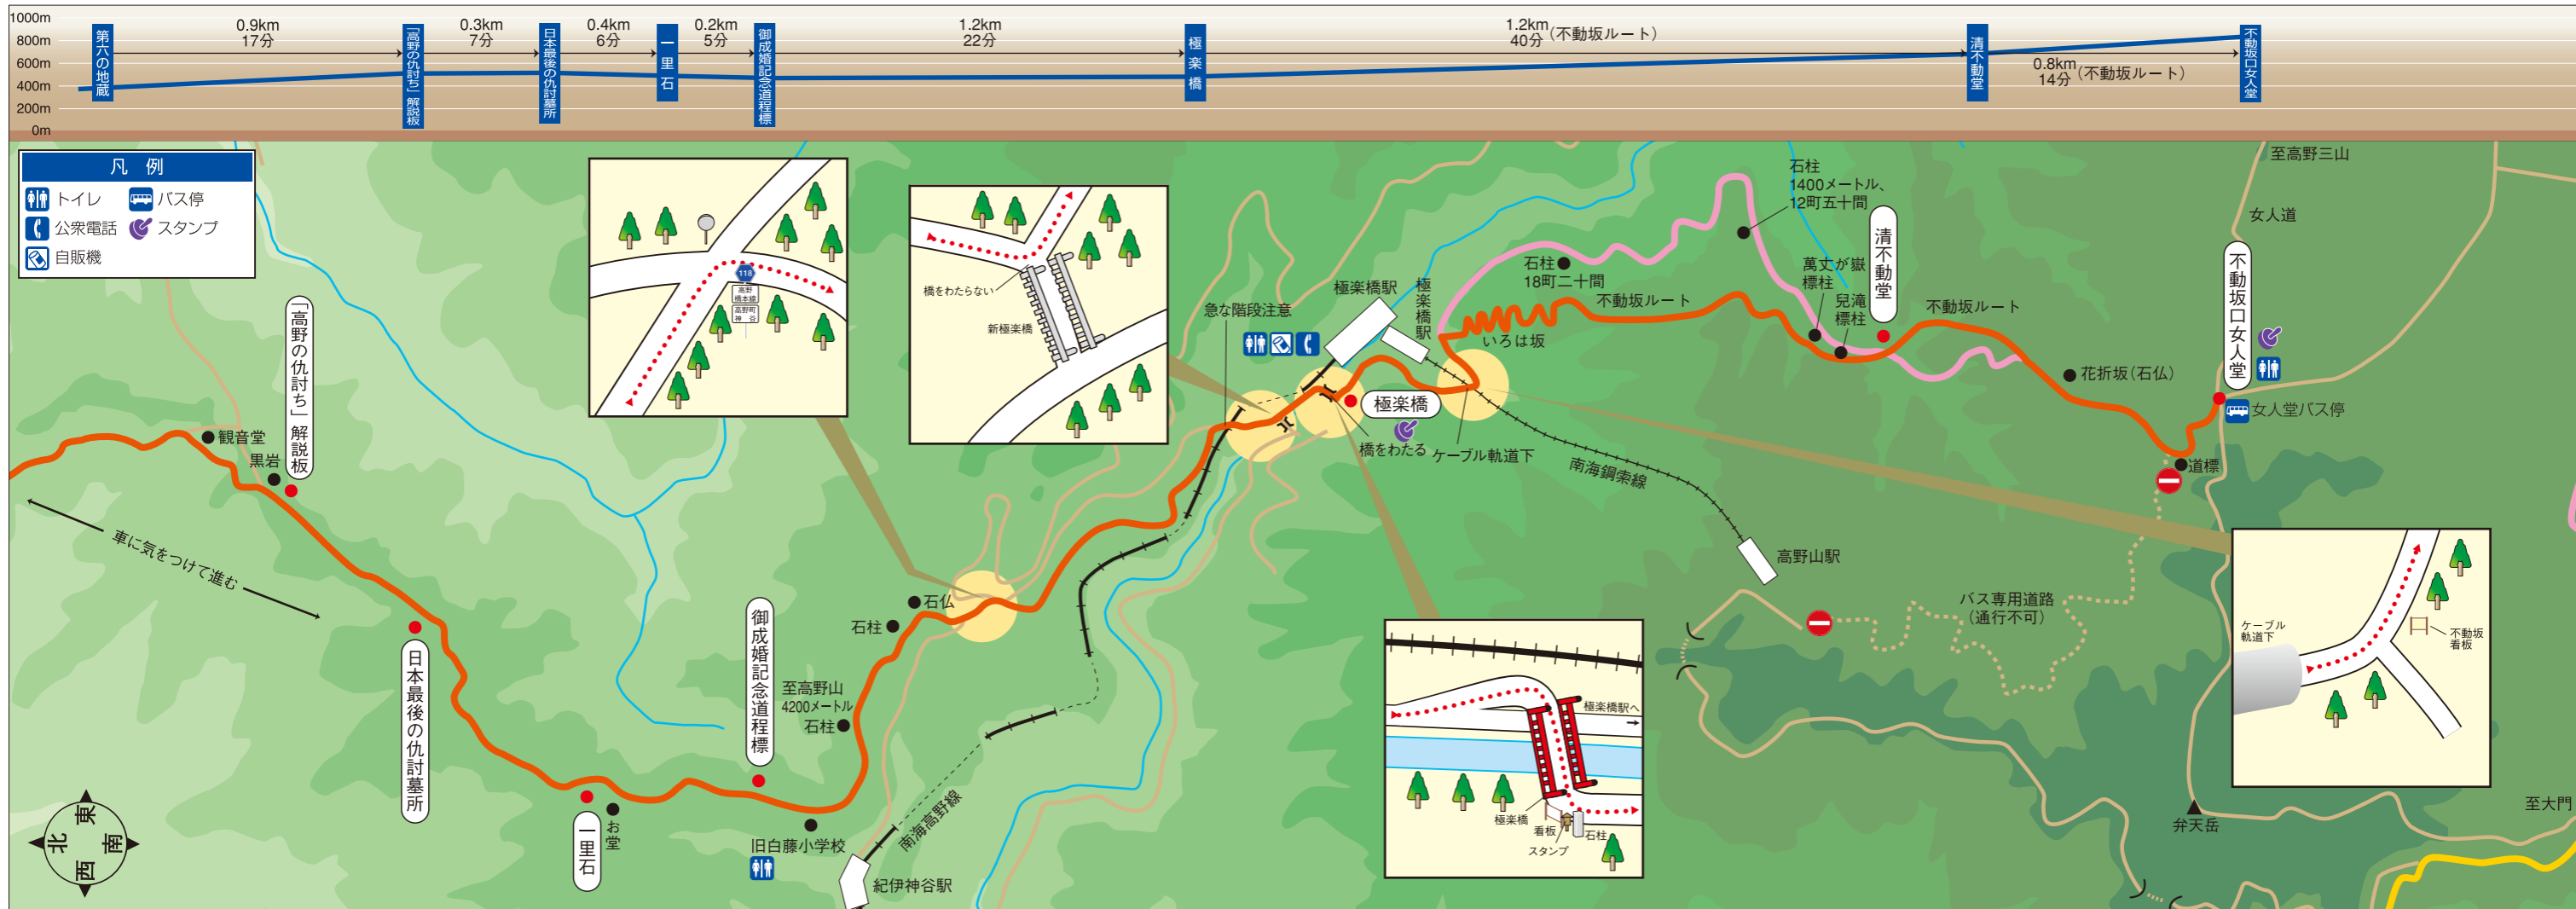 1000m
800m
600m
400m
200m
0m
第六の地蔵
0.9km
17分
「高野の仇討ち」解説板
0.3km
7分
日本最後の仇討墓所
0.4km
6分
一里石
0.2km
5分
御成婚記念道程標
1.2km
22分
極楽橋
1.2km
40分(不動坂ルート)
清不動堂
0.8km
14分(不動坂ルート)
不動坂口女人堂
凡 例
トイレ
バス停
公衆電話
スタンプ
自販機
観音堂
黒岩
「高野の仇討ち」解説板
車に気をつけて進む
日本最後の仇討墓所
一里石
お堂
御成婚記念道程標
旧白藤小学校
至高野山
4200メートル
石柱
石柱
石仏
紀伊神谷駅
南海高野線
118
高野
橋本線
高野町
神 谷
橋をわたらない
新極楽橋
急な階段注意
極楽橋駅
極楽橋駅
極楽橋
橋をわたる
ケーブル軌道下
いろは坂
石柱
18町二十間
不動坂ルート
石柱
1400メートル、
12町五十間
萬丈が嶽
標柱
兒滝
標柱
清不動堂
不動坂ルート
花折坂(石仏)
南海鋼索線
高野山駅
バス専用道路
(通行不可)
道標
不動坂口女人堂
女人堂バス停
女人道
至高野三山
極楽橋駅へ
極楽橋
看板
スタンプ
石柱
ケーブル
軌道下
不動坂
看板
弁天岳
至大門
東
北
南
西